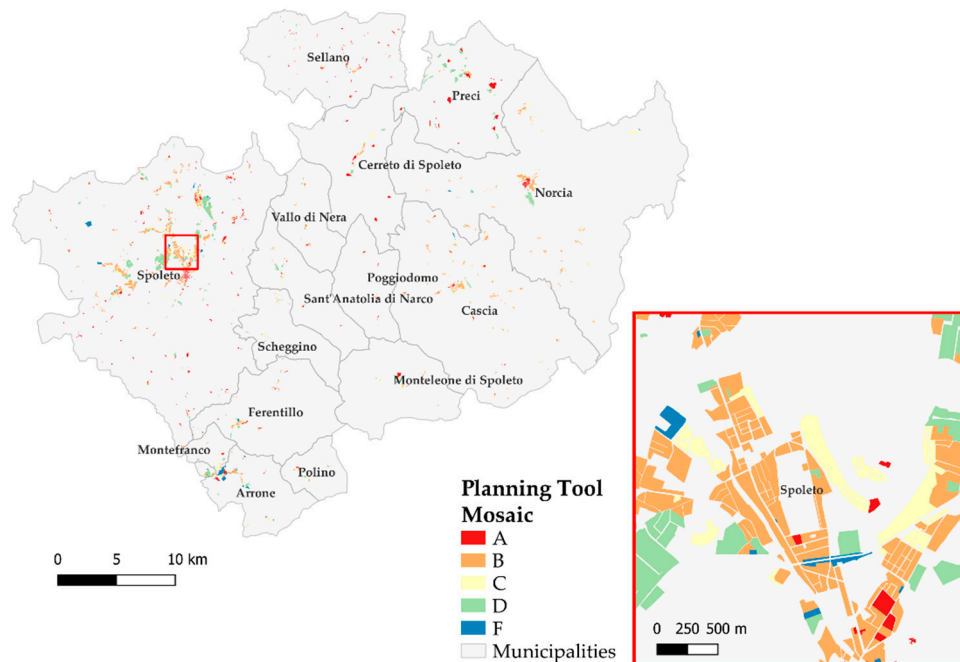 Sellano
Preci
Cerreto di Spoleto
Norcia
Vallo di Nera
Spoleto
Poggiodomo
Sant'Anatolia di Narco
Cascia
Scheggino
Monteleone di Spoleto
Ferentillo
Montefranco
Polino
Arrone
0 5 10 km
Planning Tool
Mosaic
A
B
C
D
F
Municipalities
Spoleto
0 250 500 m